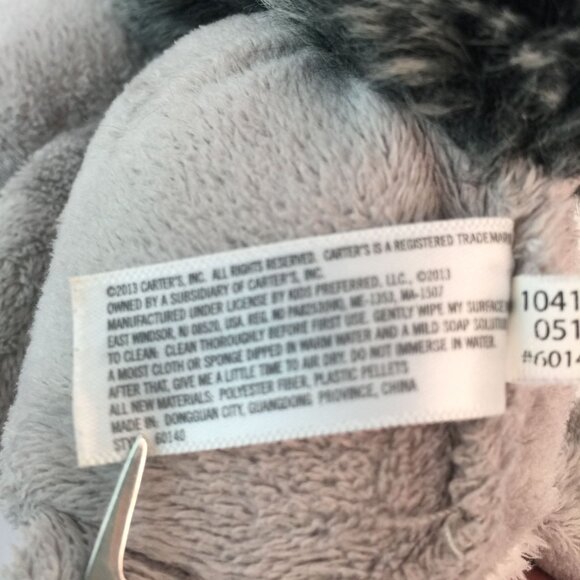 ©2013 CARTER'S, INC. ALL RIGHTS RESERVED. CARTER'S IS A REGISTERED TRADEMARK
OWNED BY A SUBSIDIARY OF CARTER'S, INC.
MANUFACTURED UNDER LICENSE BY KIDS PREFERRED, LLC., ©2013
EAST WINDSOR, NJ 08520, USA. REG. NO PA02753(HK), ME-1353, MA-1507
TO CLEAN: CLEAN THOROUGHLY BEFORE FIRST USE. GENTLY WIPE MY SURFACE
A MOIST CLOTH OR SPONGE DIPPED IN WARM WATER AND A MILD SOAP SOLUTION
AFTER THAT, GIVE ME A LITTLE TIME TO AIR DRY. DO NOT IMMERSE IN WATER.
ALL NEW MATERIALS: POLYESTER FIBER, PLASTIC PELLETS
MADE IN: DONGGUAN CITY, GUANGDONG PROVINCE, CHINA
60140
1041
051
#6014